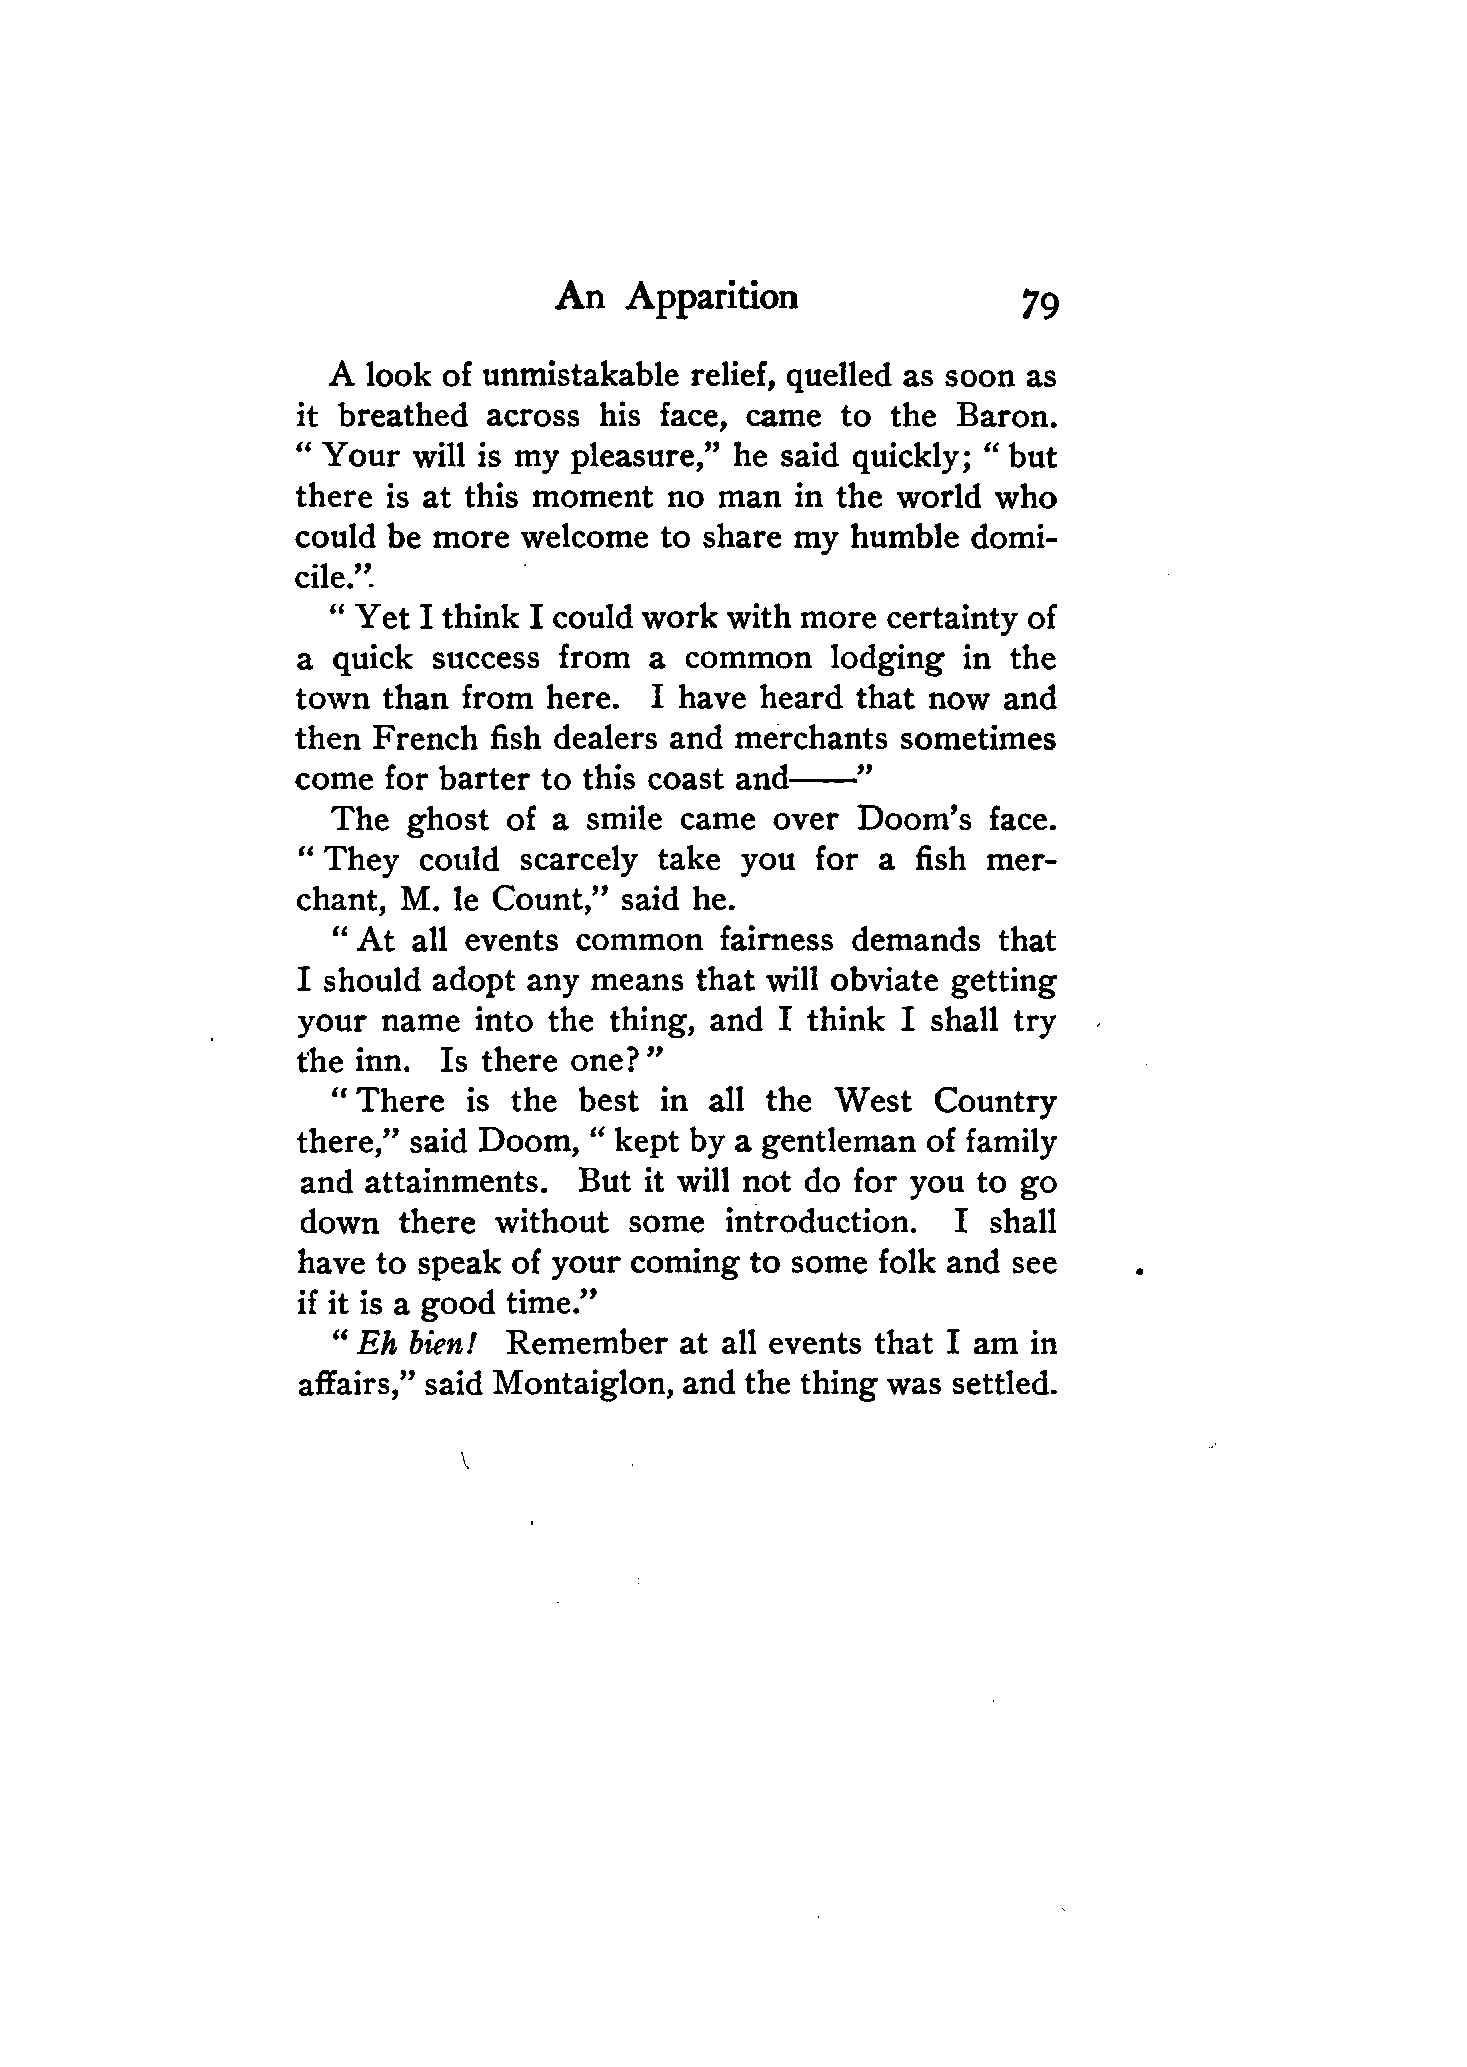 An Apparition 79
A look of unmistakable relief, quelled as soon as
it breathed across his face, came to the Baron.
“ Your will is my pleasure,” he said quickly; “ but
there is at this moment no man in the world who
could be more welcome to share my humble domi-
cile.”
“ Yet I think I could work with more certainty of
a quick success from a common lodging in the
town than from here. I have heard that now and
then French fish dealers and merchants sometimes
come for barter to this coast and——”
The ghost of a smile came over Doom’s face.
“ They could scarcely take you for a fish mer-
chant, M. le Count,” said he.
“ At all events common fairness demands that
I should adopt any means that will obviate getting
your name into the thing, and I think I shall try
the inn. Is there one? ”
“ There is the best in all the West Country
there,” said Doom, “ kept by a gentleman of family
and attainments. But it will not do for you to go
down there without some introduction. I shall
have to speak of your coming to some folk and see
if it is a good time.”
“ Eh bien! Remember at all events that I am in
affairs,” said Montaiglon, and the thing was settled.